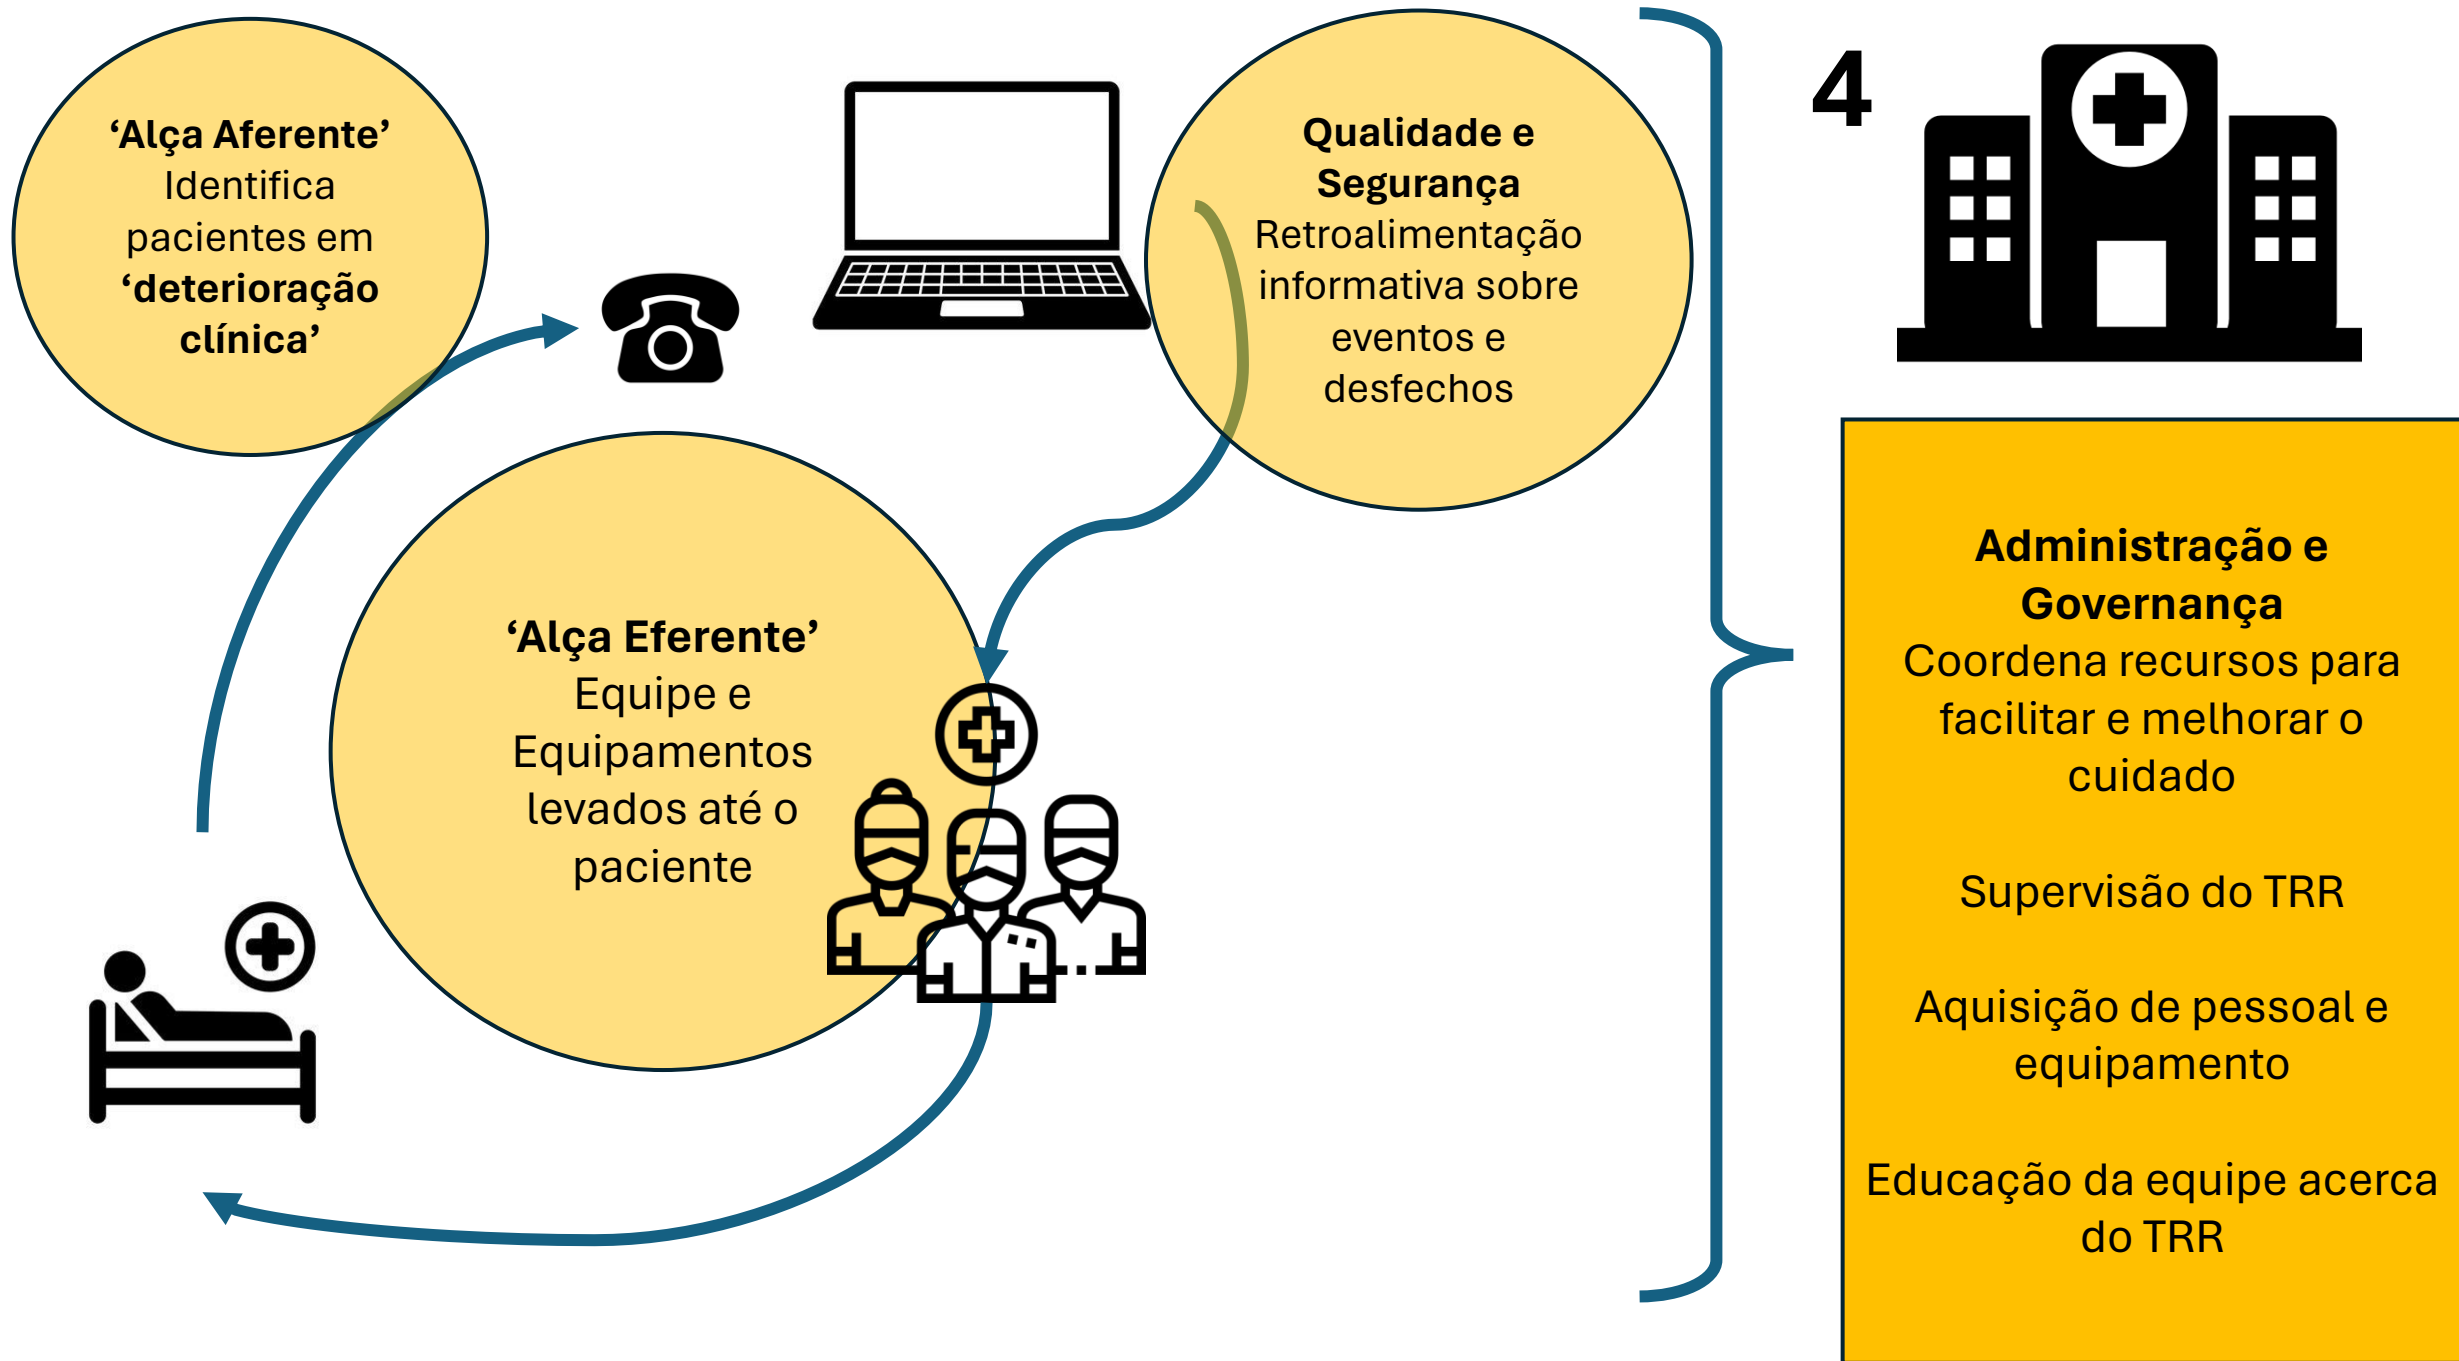 ‘Alça Aferente’
Identifica
pacientes em
‘deterioração
clínica’
Qualidade e
Segurança
Retroalimentação
informativa sobre
eventos e
desfechos
4
‘Alça Eferente’
Equipe e
Equipamentos
levados até o
paciente
Administração e
Governança
Coordena recursos para
facilitar e melhorar o
cuidado
Supervisão do TRR
Aquisição de pessoal e
equipamento
Educação da equipe acerca
do TRR